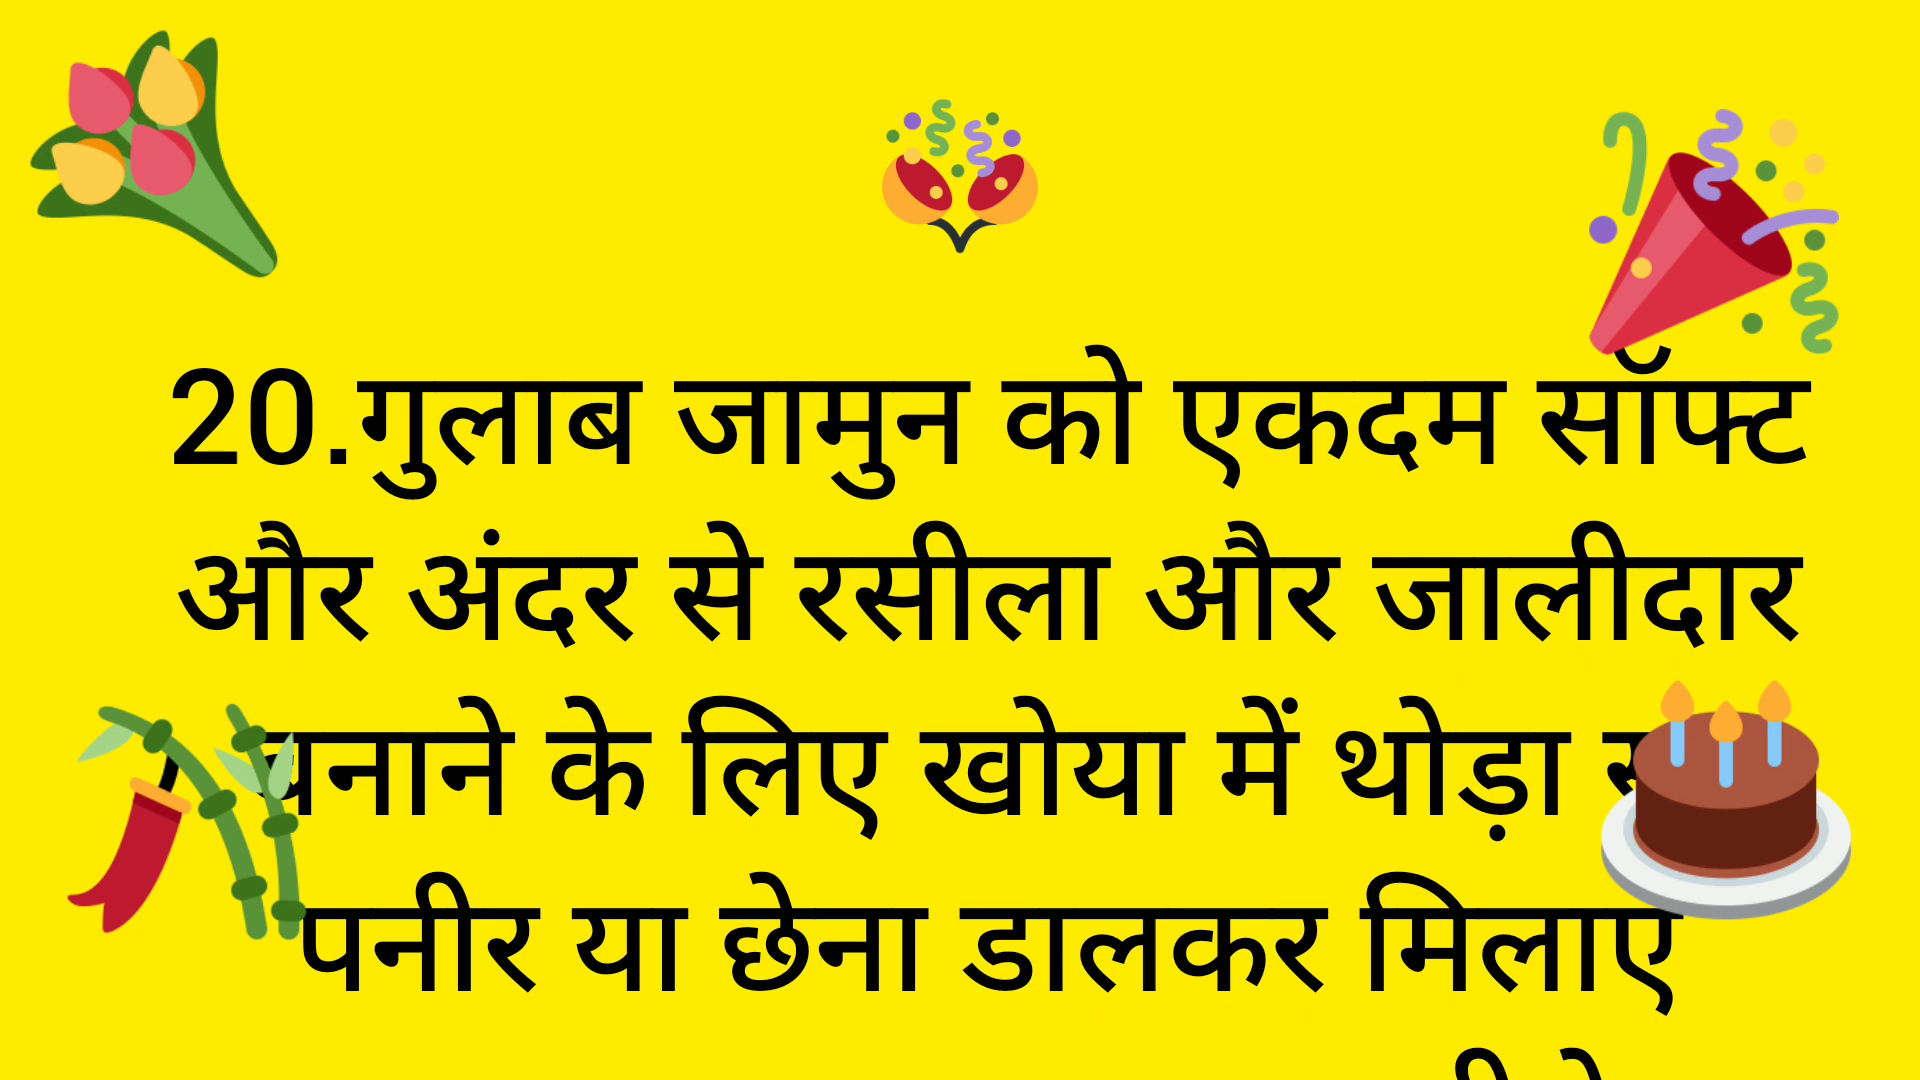 20.गुलाब जामुन को एकदम सॉफ्ट
और अंदर से रसीला और जालीदार
बनाने के लिए खोया में थोड़ा
पनीर या छेना डालकर मिलाए